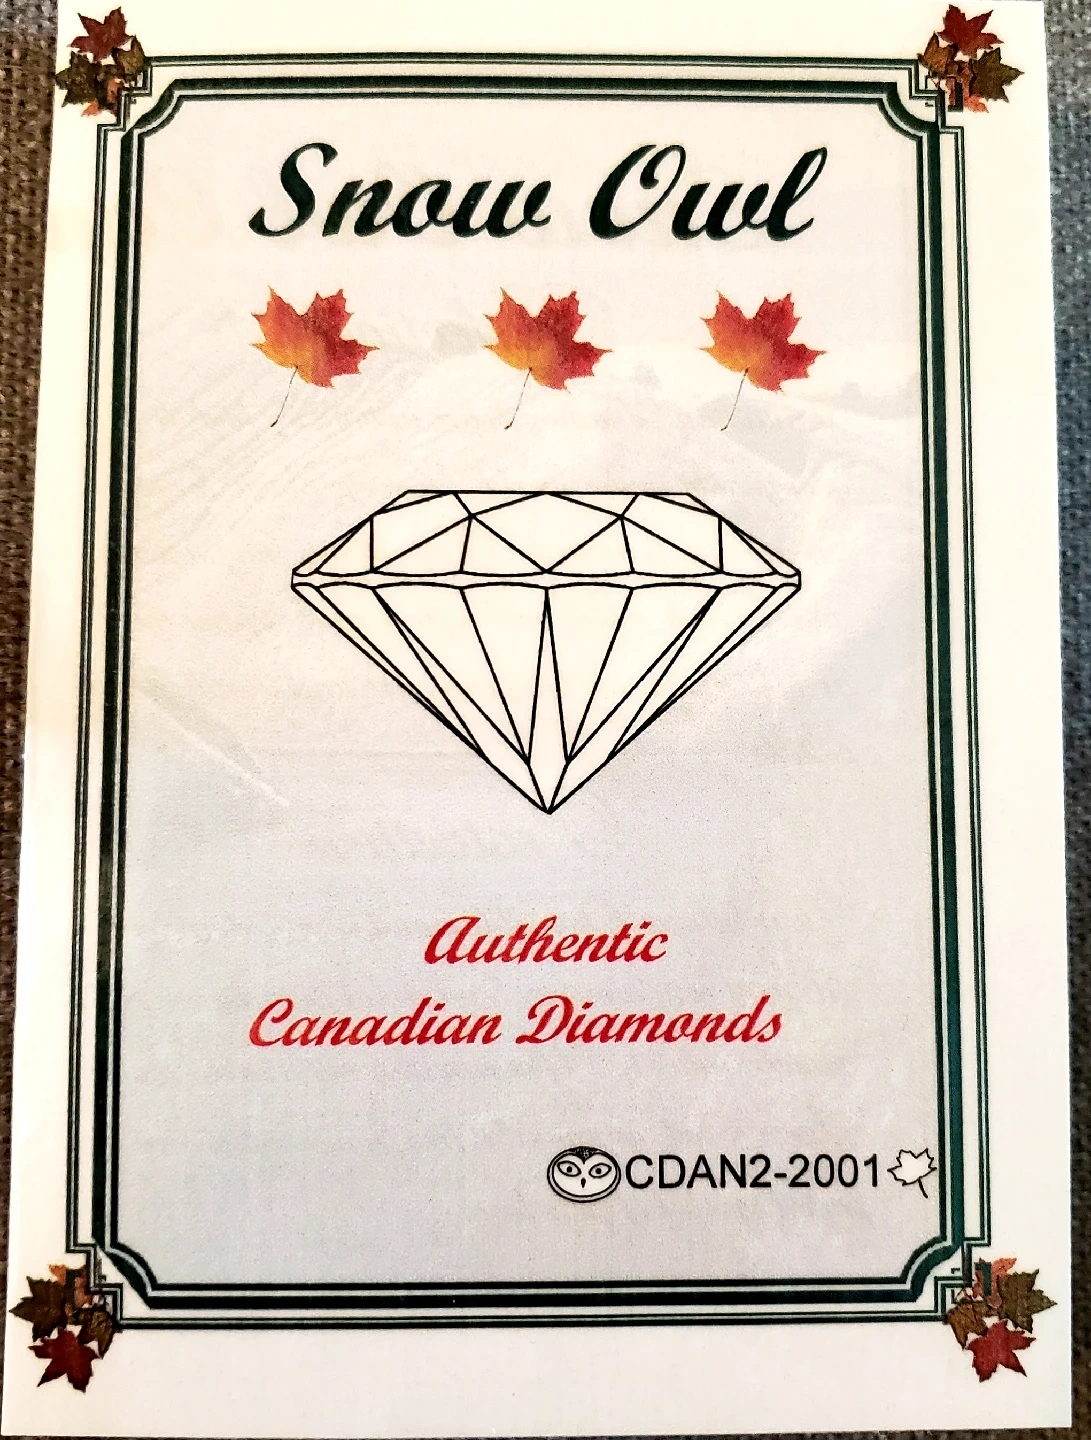 Snow Owl
Authentic
Canadian Diamonds
CDAN2-2001